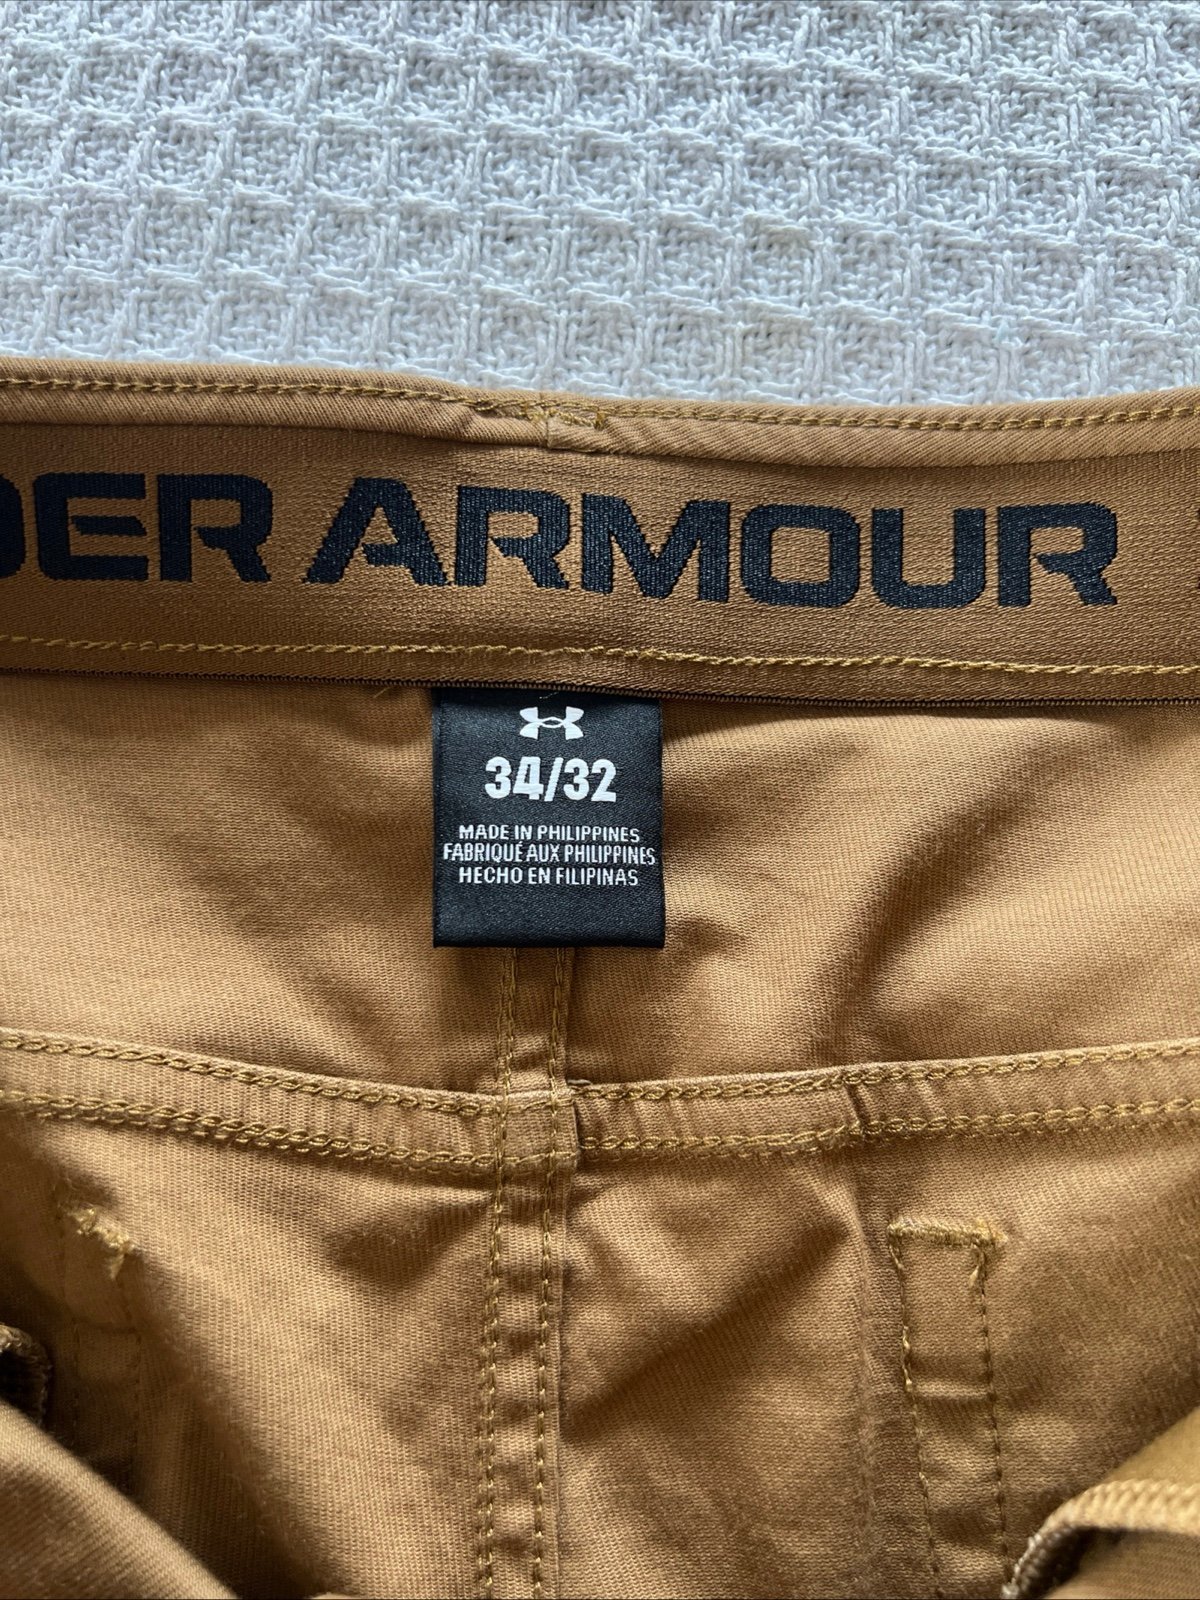 DER ARMOUR
34/32
MADE IN PHILIPPINES
FABRIQUÉ AUX PHILIPPINES
HECHO EN FILIPINAS